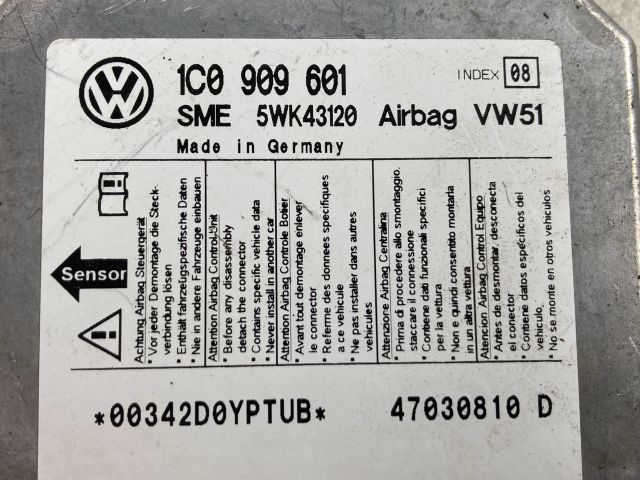 VW
1C0 909 601
INDEX 08
SME 5WK43120 Airbag VW51
Made in Germany
Sensor
Achtung Airbag Steuergerät
• Vor jeder Demontage die Steck-
verbindung lösen
• Enthält fahrzeugspezifische Daten
• Nie in andere Fahrzeuge einbauen
Attention Airbag Control Unit
• Before any disassembly
detach the connector
• Contains specific vehicle data
• Never install in another car
Attention Airbag Controle Boitier
• Avant tout demontage enlever
le connector
• Referme des donnees specifiques
a ce vehicule
• Ne pas installer dans autres
vehicules
Attenzione Airbag Centralina
• Prima di procedere allo smontaggio,
staccare il connessione
• Contiene dati funzionali specifici
per la vettura
• Non e quindi consentito montarla
in un altra vettura
Atencion Airbag Control Equipo
• Antes de desmontar desconecta
el conector
• Contiene datos específicos del
vehículo,
• No se monte en otros vehículos
*00342D0YPTUB*
47030810 D